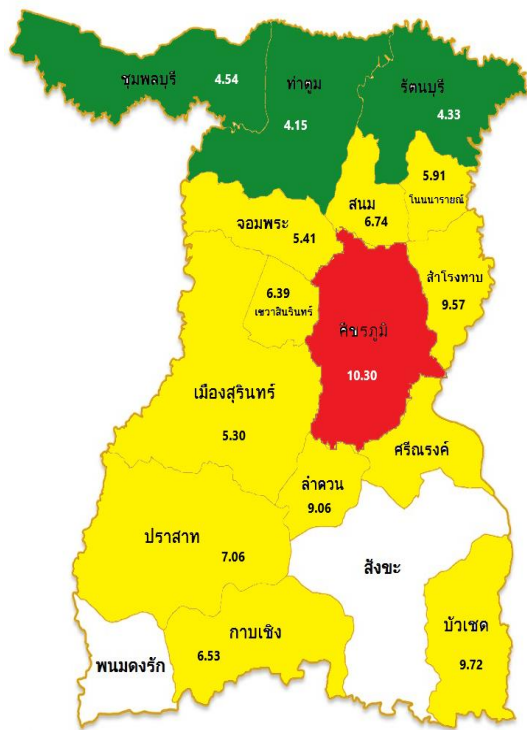 ชุมพลบุรี
4.54
ท่าตูม
4.15
รัตนบุรี
4.33
5.91
โนนนารายณ์
สนม
6.74
จอมพระ
5.41
สำโรงทาบ
9.57
6.39
เขวาสินรินทร์
ศีขรภูมิ
10.30
เมืองสุรินทร์
5.30
ศรีณรงค์
ลำดวน
9.06
ปราสาท
7.06
สังขะ
บัวเชด
9.72
กาบเชิง
6.53
พนมดงรัก